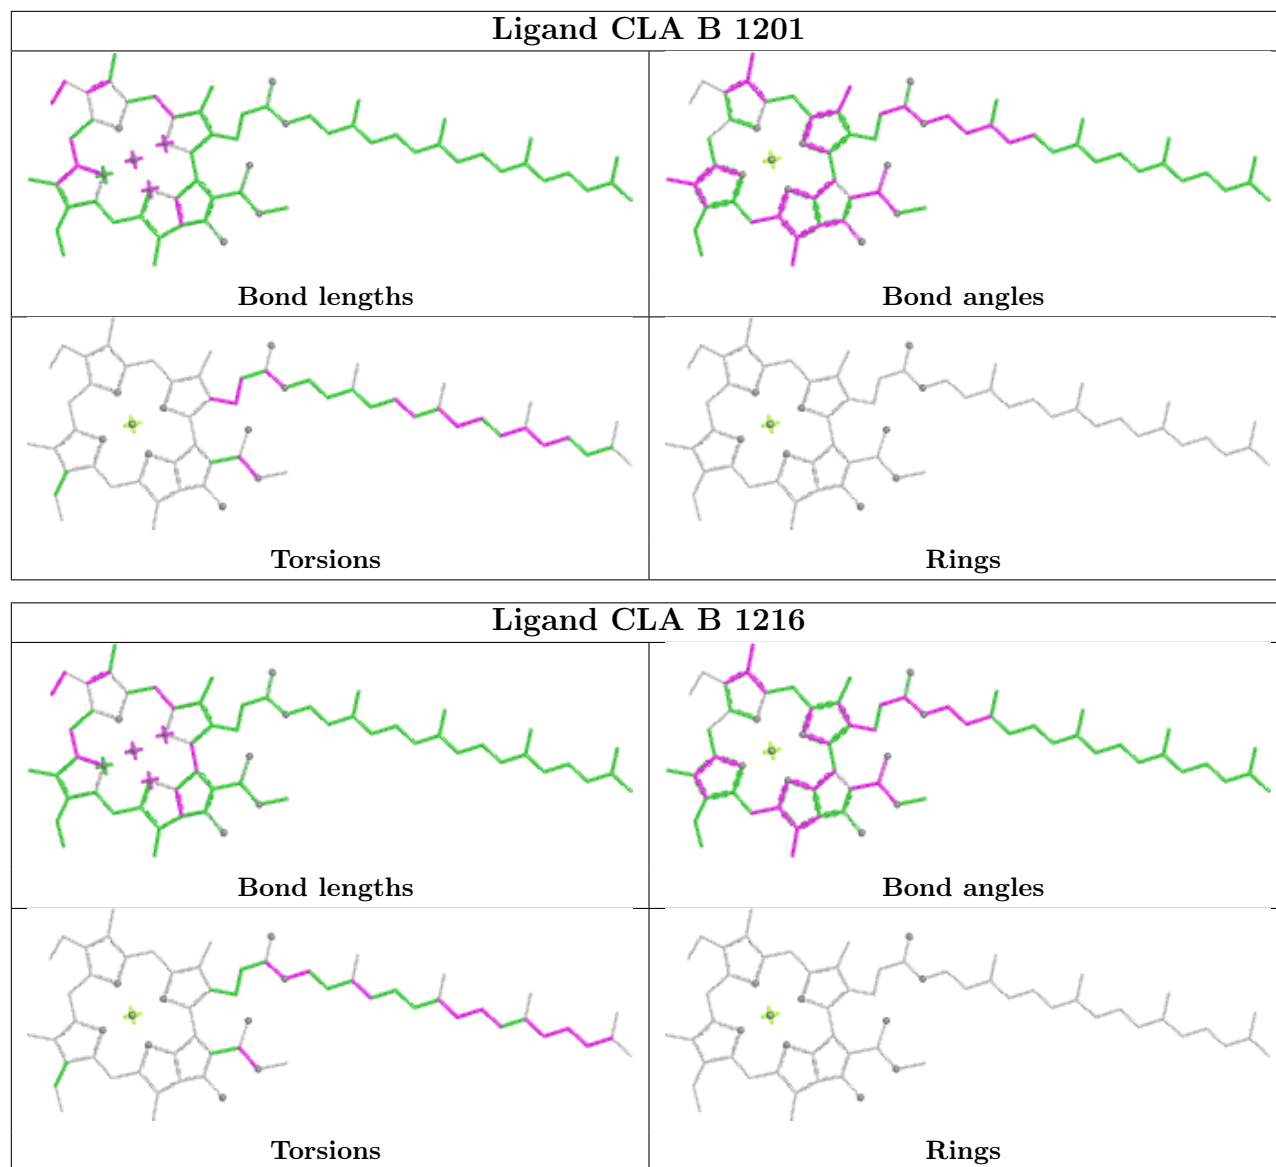 Ligand CLA B 1201
Bond lengths
Bond angles
Torsions
Rings
Ligand CLA B 1216
Bond lengths
Bond angles
Torsions
Rings